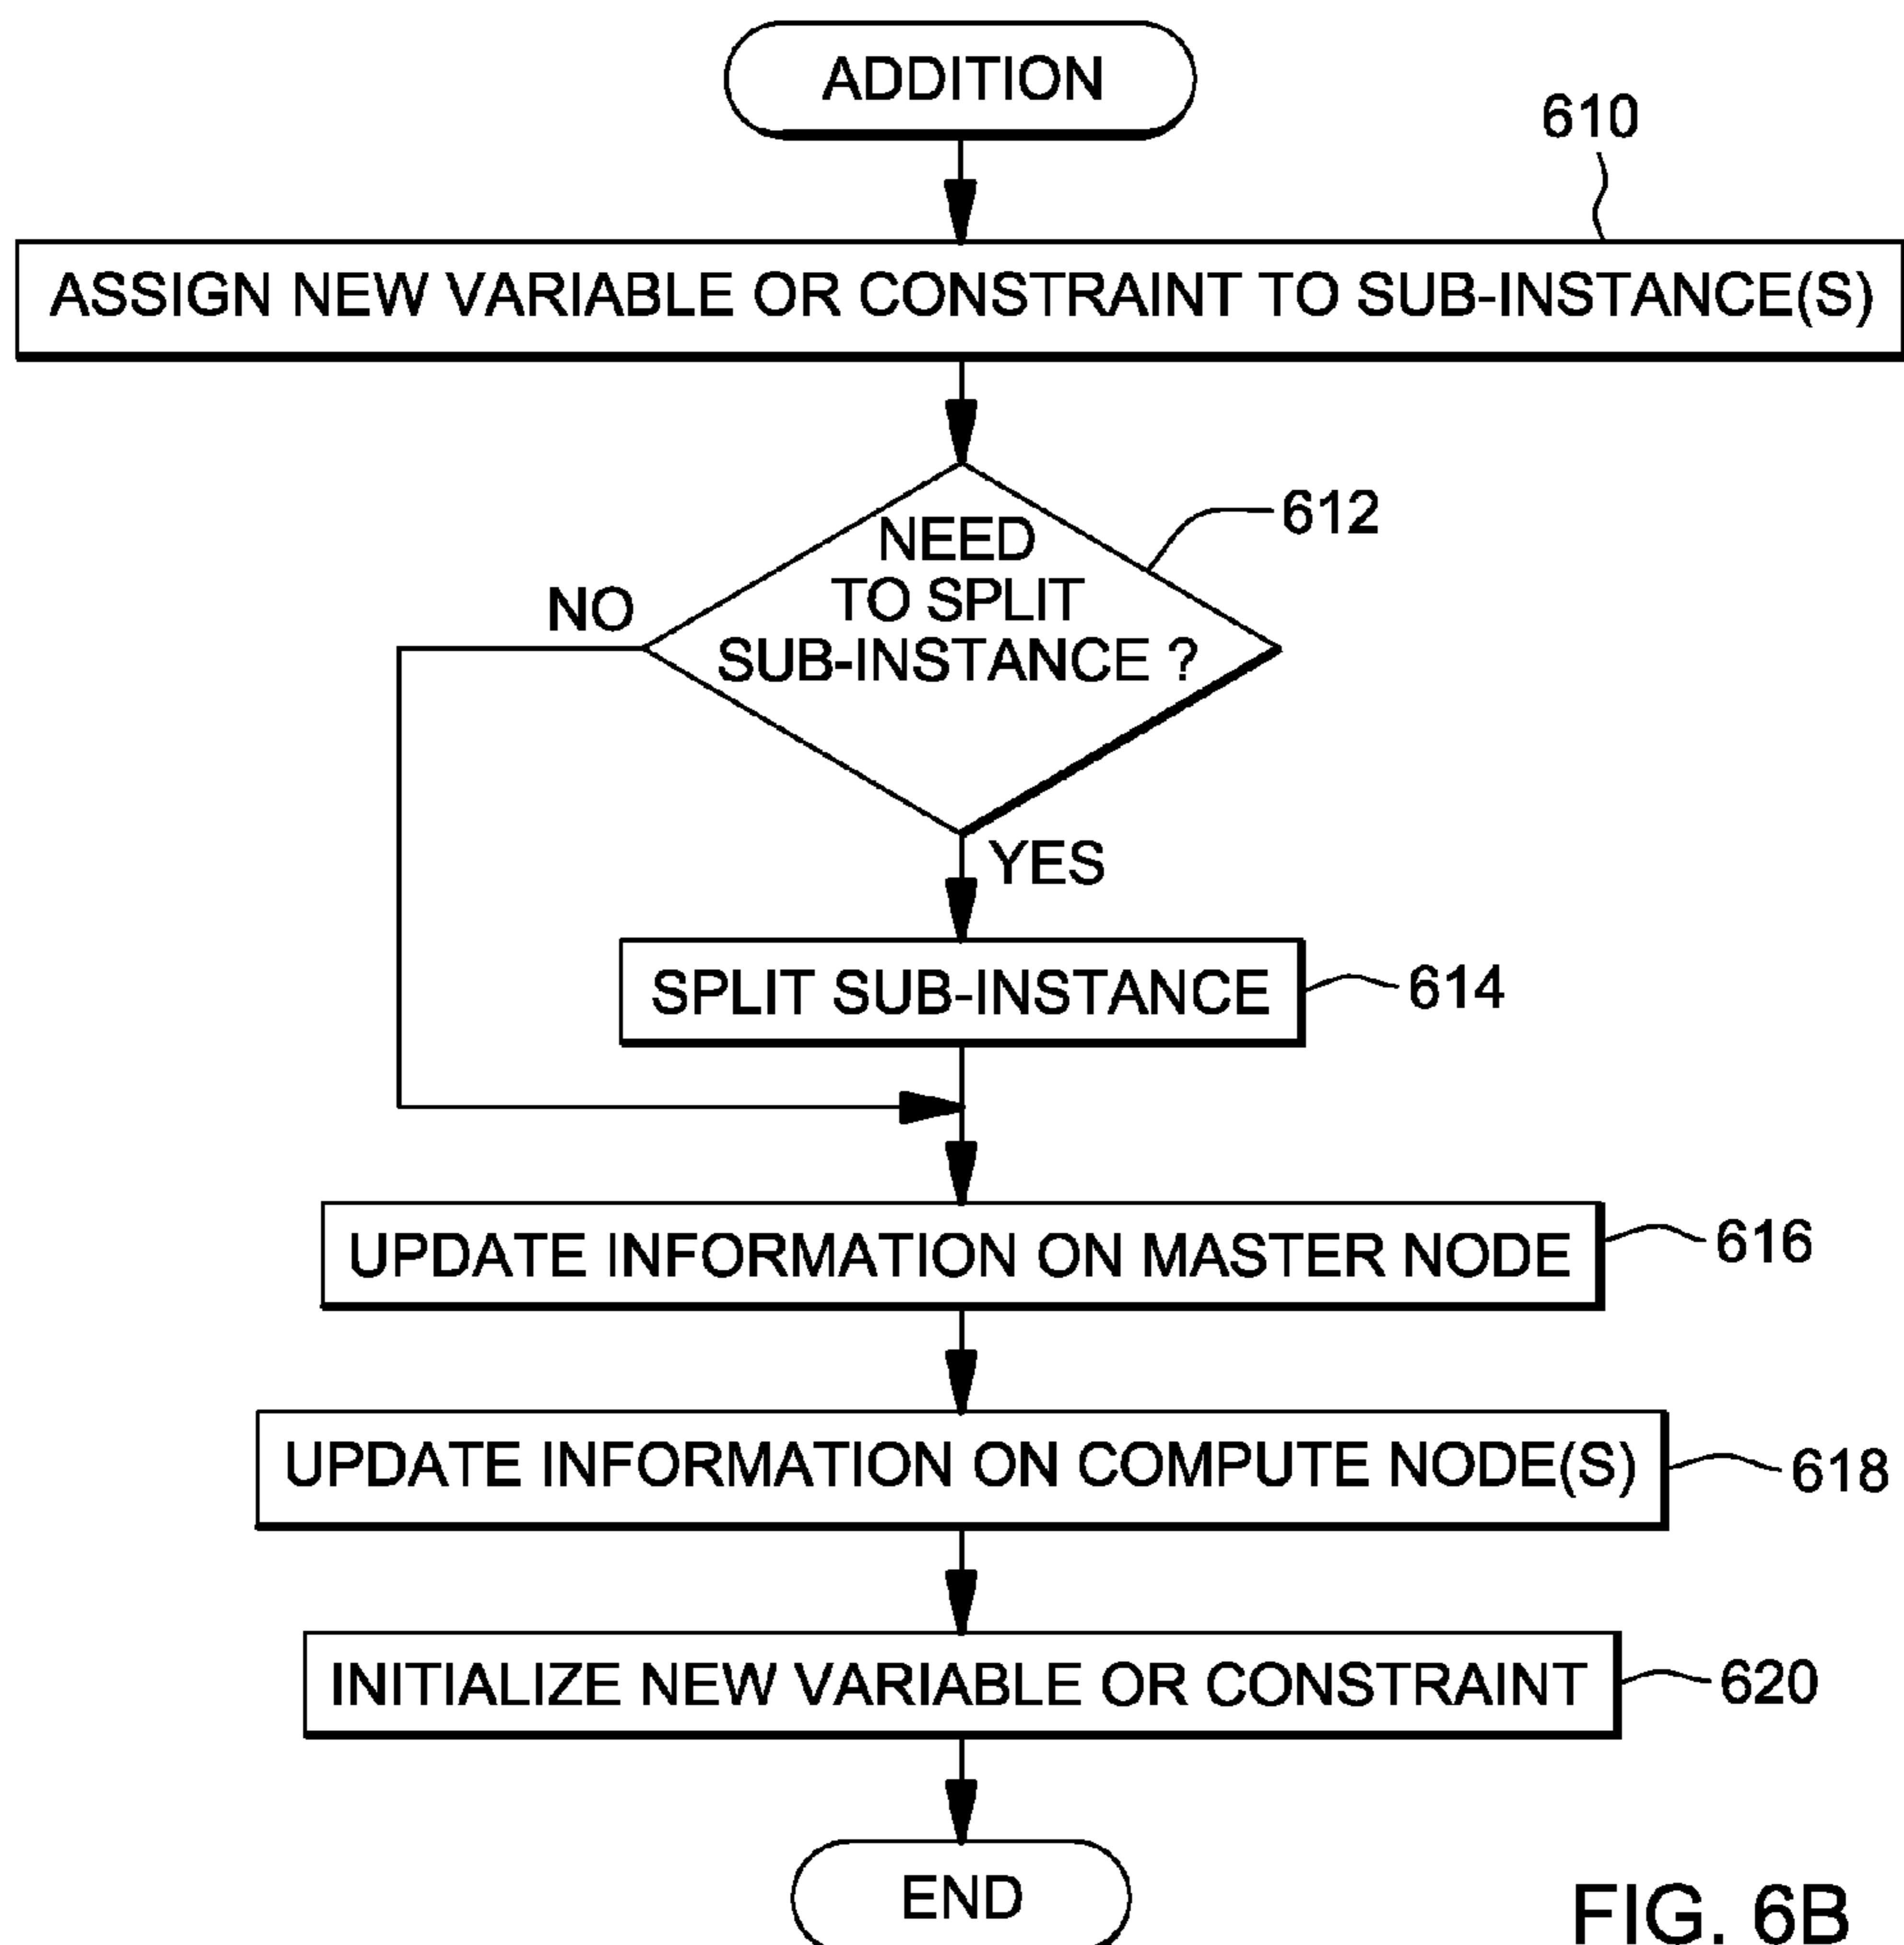 ADDITION
610
ASSIGN NEW VARIABLE OR CONSTRAINT TO SUB-INSTANCE(S)
NEED
TO SPLIT
SUB-INSTANCE ?
612
NO
YES
SPLIT SUB-INSTANCE
614
UPDATE INFORMATION ON MASTER NODE
616
UPDATE INFORMATION ON COMPUTE NODE(S)
618
INITIALIZE NEW VARIABLE OR CONSTRAINT
620
END
FIG. 6B